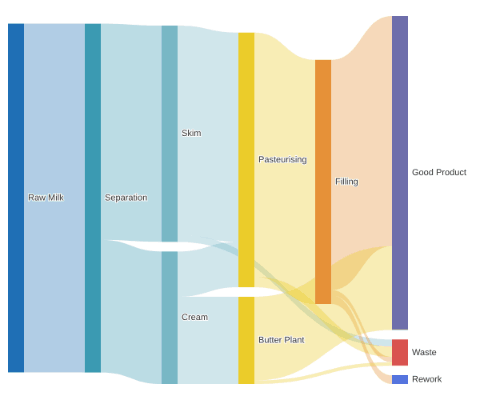 Raw Milk
Separation
Skim
Cream
Pasteurising
Butter Plant
Filling
Good Product
Waste
Rework